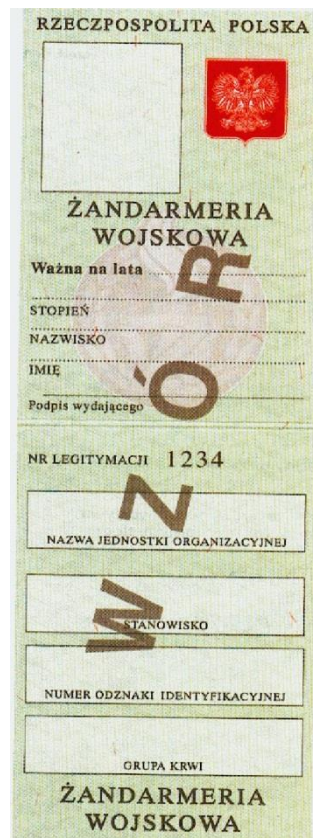 RZECZPOSPOLITA POLSKA
ŻANDARMERIA
WOJSKOWA
Ważna na lata
STOPIEŃ
NAZWISKO
IMIĘ
Podpis wydającego
NR LEGITYMACJI 1234
NAZWA JEDNOSTKI ORGANIZACYJNEJ
STANOWISKO
NUMER ODZNAKI IDENTYFIKACYJNEJ
GRUPA KRWI
ŻANDARMERIA
WOJSKOWA
WZÓR